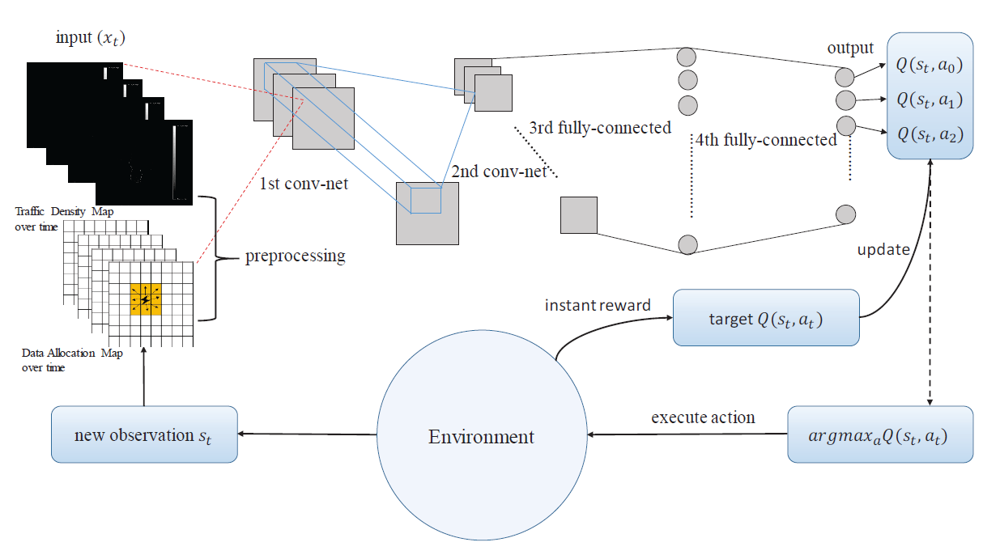 input (xₜ)
output
Q(sₜ, a₀)
Q(sₜ, a₁)
Q(sₜ, a₂)
3rd fully-connected
4th fully-connected
1st conv-net
2nd conv-net
Traffic Density Map
over time
preprocessing
update
instant reward
target Q(sₜ, aₜ)
Data Allocation Map
over time
new observation sₜ
Environment
execute action
argmaxₐQ(sₜ, aₜ)